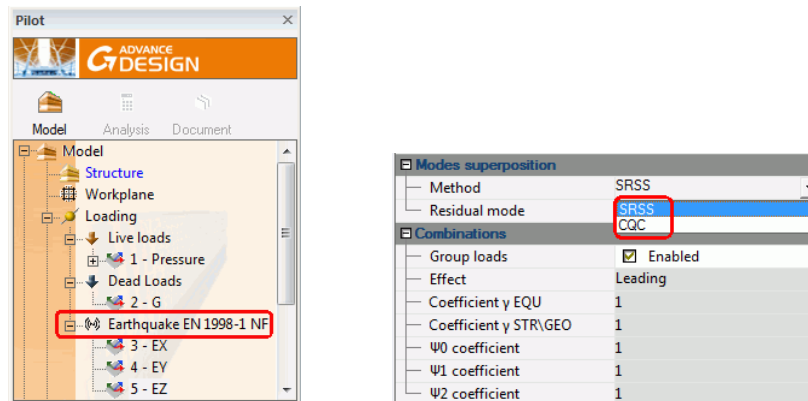 Pilot
ADVANCE
DESIGN
Model Analysis Document
Model
Structure
Workplane
Loading
Live loads
1 - Pressure
Dead Loads
2 - G
Earthquake EN 1998-1 NF
3 - EX
4 - EY
5 - EZ
Modes superposition
Method SRSS
Residual mode SRSS
CQC
Combinations
Group loads Enabled
Effect Leading
Coefficient γ EQU 1
Coefficient γ STR\GEO 1
Ψ0 coefficient 1
Ψ1 coefficient 1
Ψ2 coefficient 1